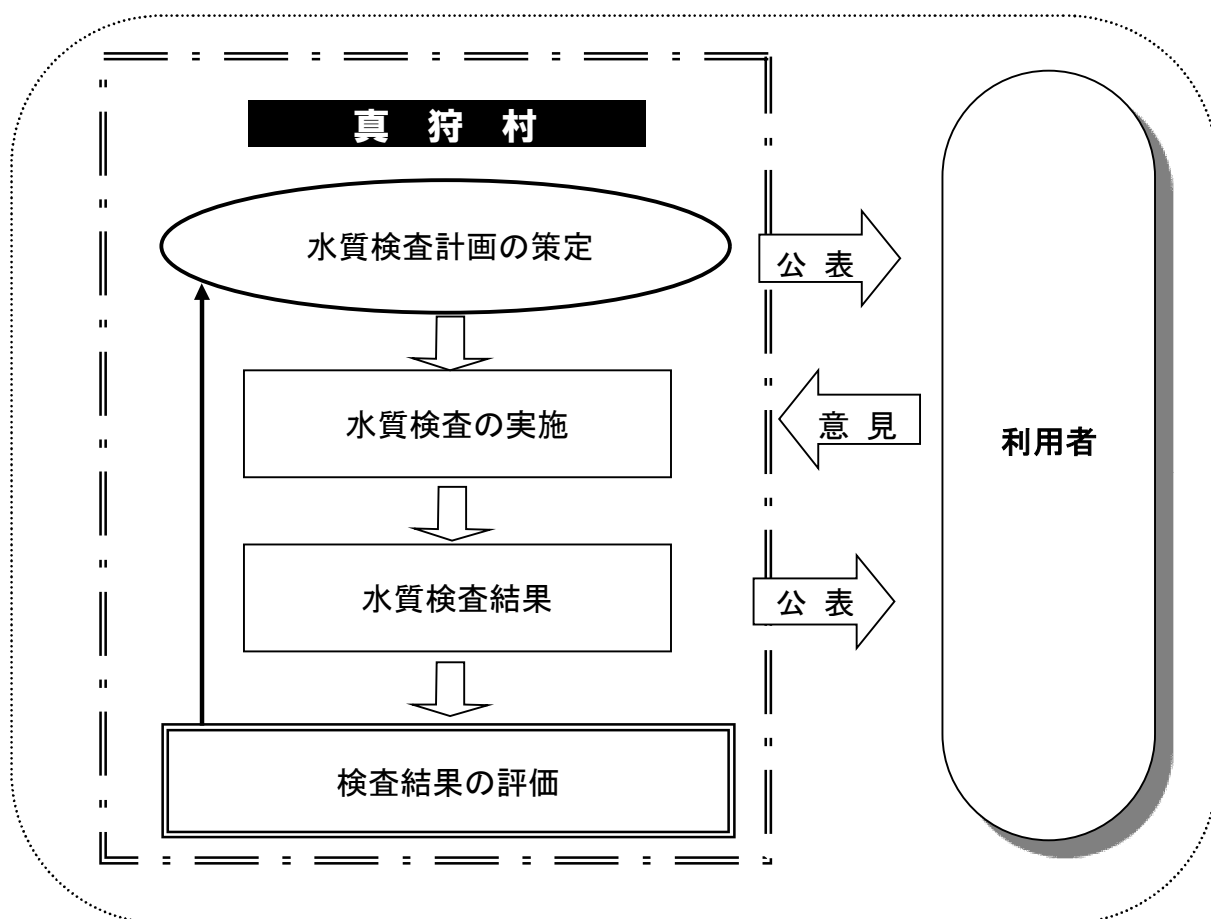 真 狩 村
水質検査計画の策定
公 表
水質検査の実施
意 見
利用者
水質検査結果
公 表
検査結果の評価